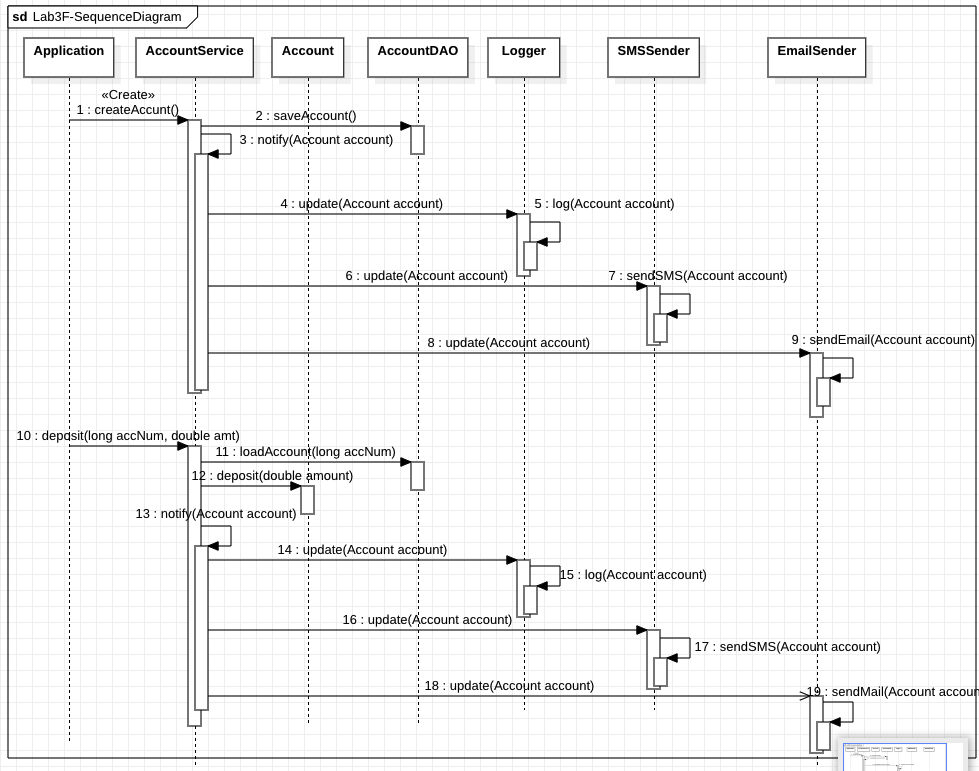 sd Lab3F-SequenceDiagram
Application AccountService Account AccountDAO Logger SMSSender EmailSender
«Create»
1 : createAccunt()
2 : saveAccount()
3 : notify(Account account)
4 : update(Account account)
5 : log(Account account)
6 : update(Account account)
7 : sendSMS(Account account)
8 : update(Account account)
9 : sendEmail(Account account)
10 : deposit(long accNum, double amt)
11 : loadAccount(long accNum)
12 : deposit(double amount)
13 : notify(Account account)
14 : update(Account account)
15 : log(Account account)
16 : update(Account account)
17 : sendSMS(Account account)
18 : update(Account account)
19 : sendMail(Account accoun